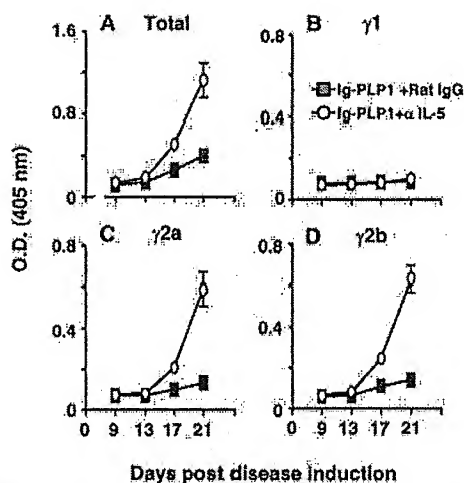 A Total
B γ1
1.6
1.2
0.8
0.4
0
0.8
0.4
0
Ig-PLP1 +Rat IgG
Ig-PLP1+α IL-5
O.D. (405 nm)
C γ2a
D γ2b
0.8
0.4
0
0.8
0.4
0
0 9 13 17 21
0 9 13 17 21
Days post disease induction